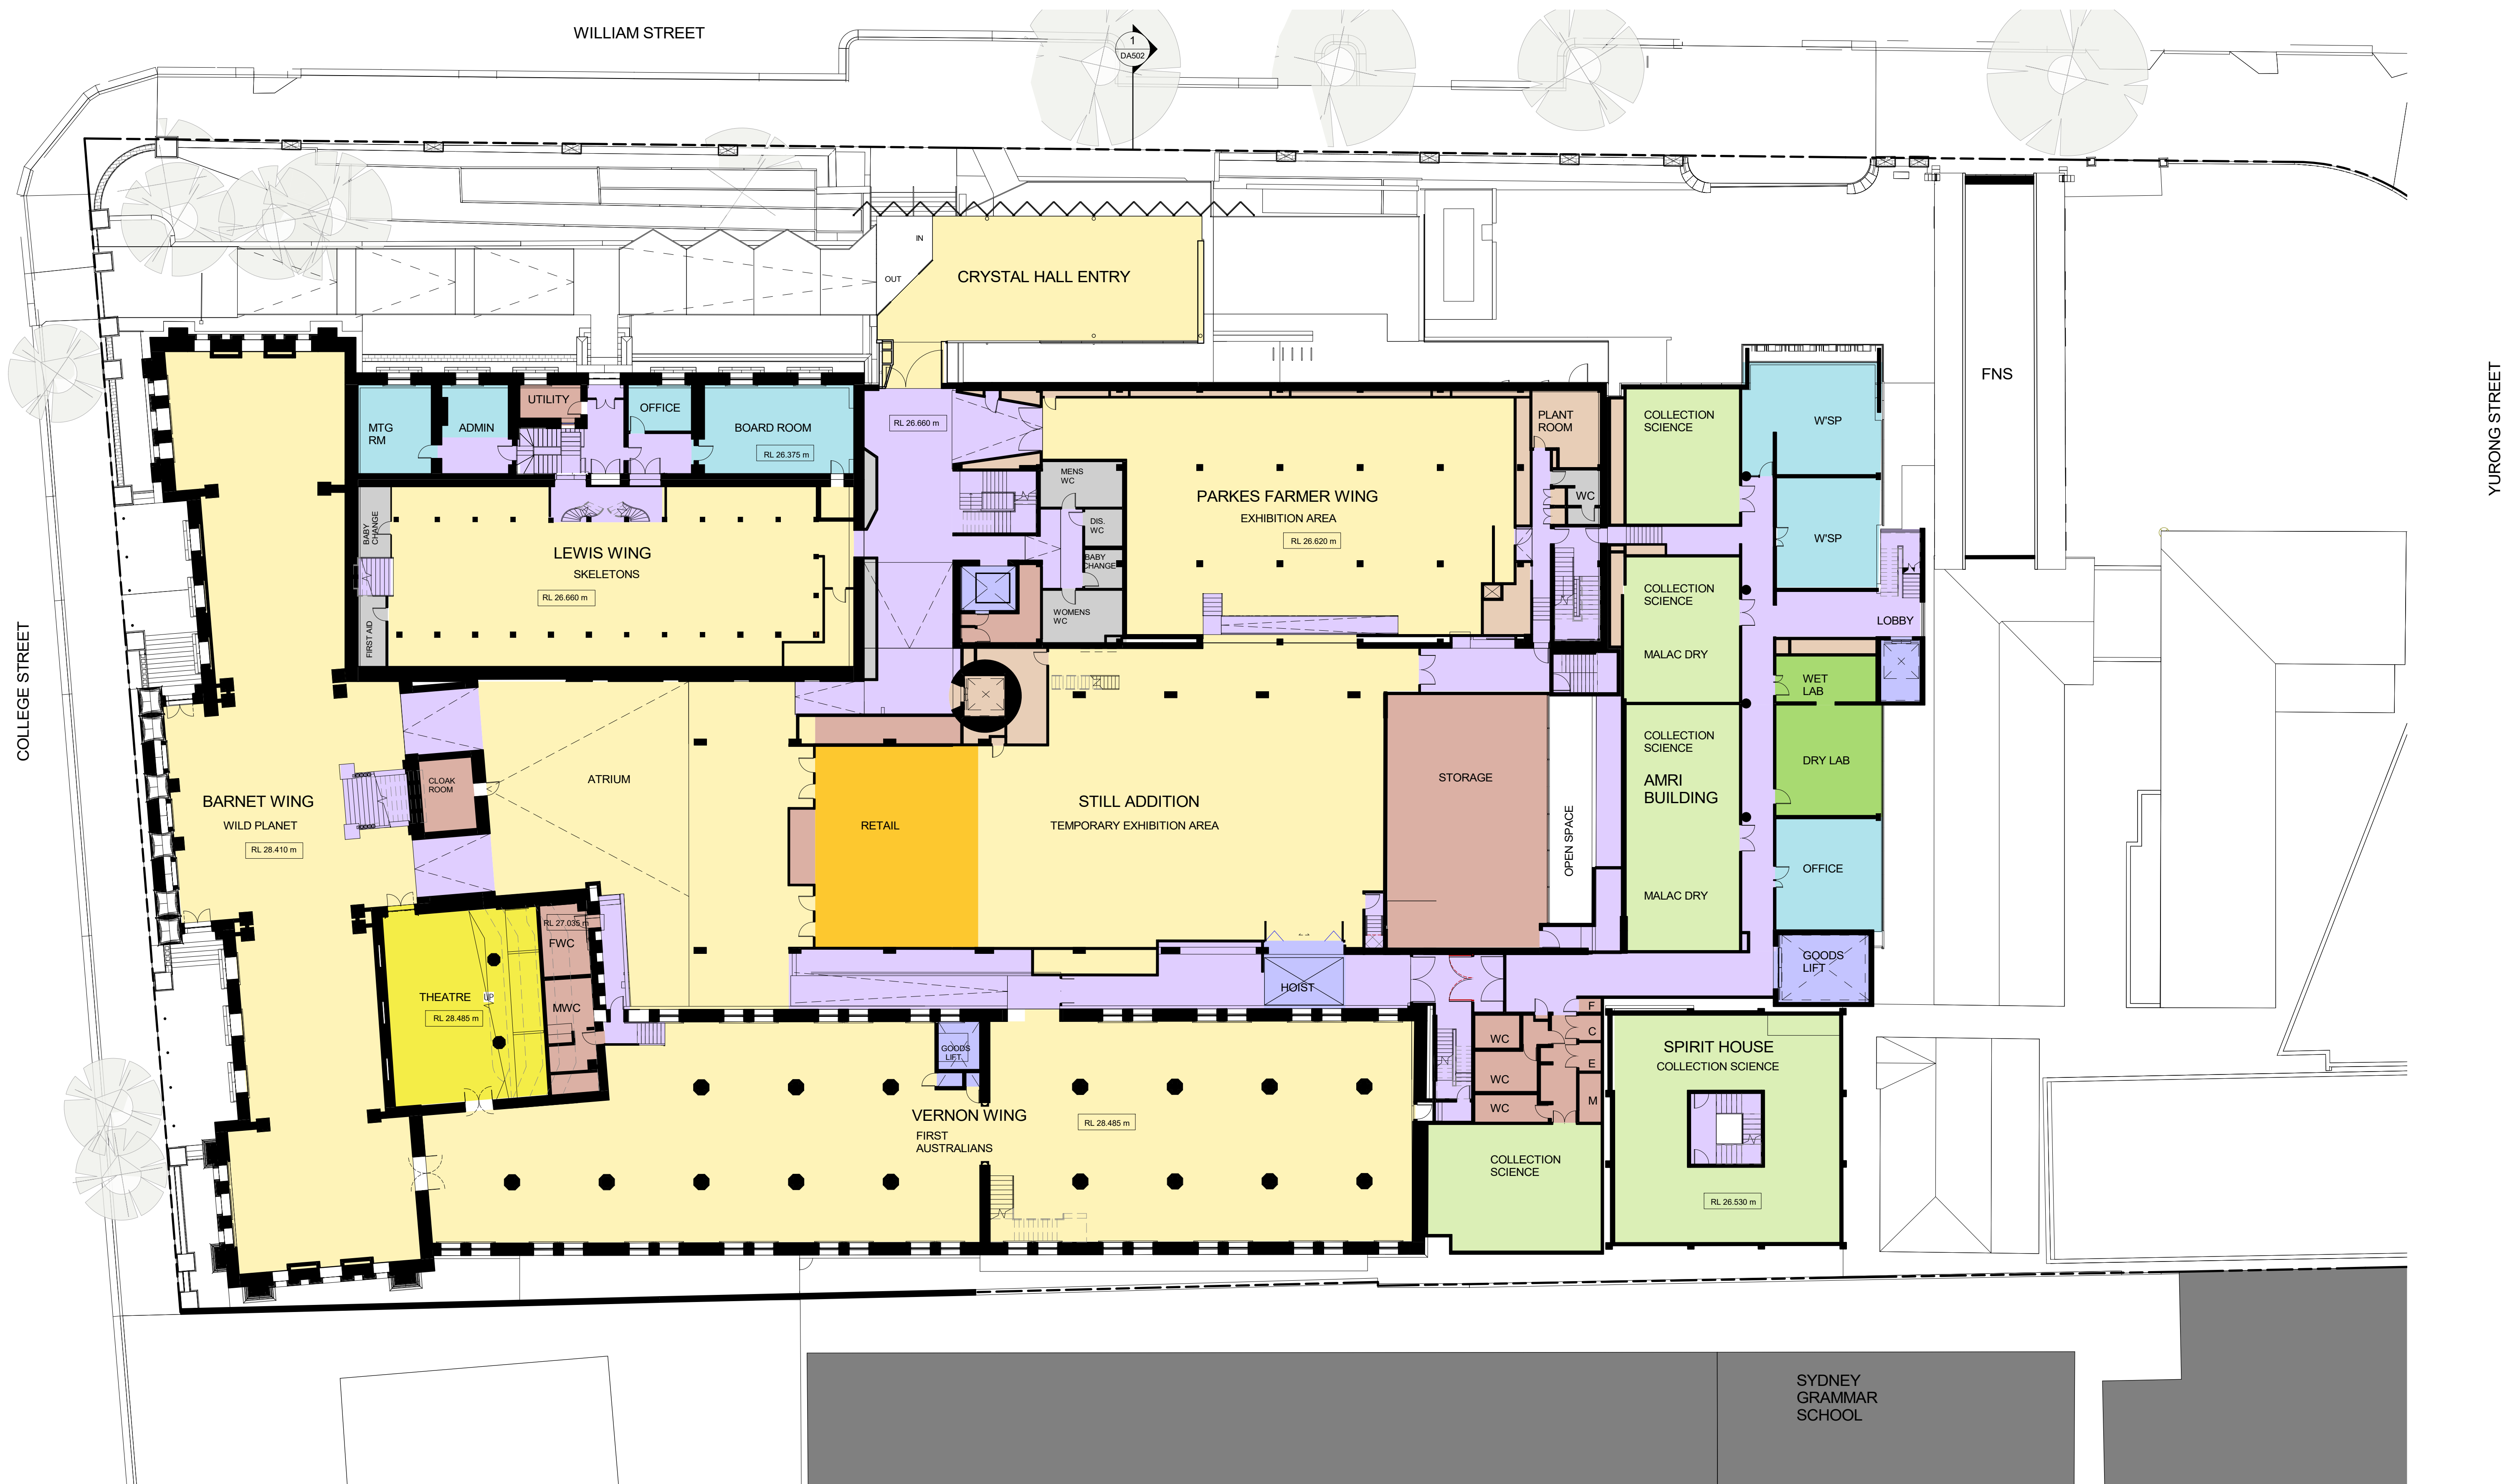 WILLIAM STREET
1
DA502
IN
OUT
CRYSTAL HALL ENTRY
FNS
YURONG STREET
COLLEGE STREET
MTG
RM
ADMIN
UTILITY
OFFICE
BOARD ROOM
RL 26.375 m
RL 26.660 m
MENS
WC
DIS.
WC
BABY
CHANGE
WOMENS
WC
PARKES FARMER WING
EXHIBITION AREA
RL 26.620 m
PLANT
ROOM
WC
COLLECTION
SCIENCE
W'SP
W'SP
BABY
CHANGE
FIRST AID
LEWIS WING
SKELETONS
RL 26.660 m
COLLECTION
SCIENCE
MALAC DRY
LOBBY
WET
LAB
DRY LAB
COLLECTION
SCIENCE
AMRI
BUILDING
MALAC DRY
OFFICE
GOODS
LIFT
BARNET WING
WILD PLANET
RL 28.410 m
CLOAK
ROOM
ATRIUM
RETAIL
STILL ADDITION
TEMPORARY EXHIBITION AREA
STORAGE
OPEN SPACE
THEATRE
UP
RL 28.485 m
RL 27.035 m
FWC
MWC
HOIST
GOODS
LIFT
VERNON WING
FIRST
AUSTRALIANS
RL 28.485 m
WC
WC
WC
F
C
E
M
COLLECTION
SCIENCE
SPIRIT HOUSE
COLLECTION SCIENCE
RL 26.530 m
SYDNEY
GRAMMAR
SCHOOL